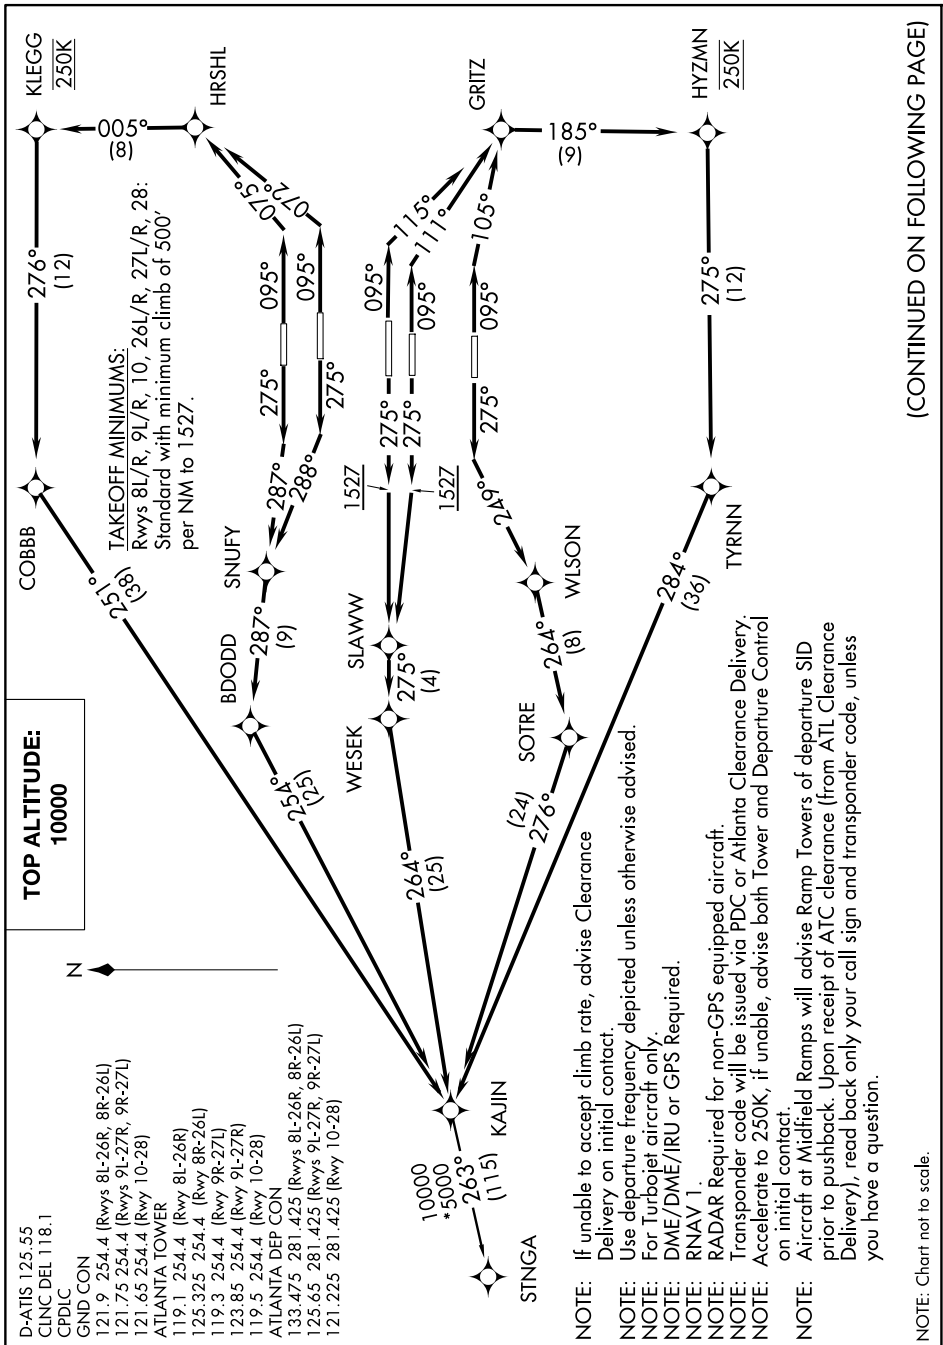 D-ATIS 125.55
CLNC DEL 118.1
CPDLC
GND CON
121.9 254.4 (Rwys 8L-26R, 8R-26L)
121.75 254.4 (Rwys 9L-27R, 9R-27L)
121.65 254.4 (Rwy 10-28)
ATLANTA TOWER
119.1 254.4 (Rwy 8L-26R)
125.325 254.4 (Rwy 8R-26L)
119.3 254.4 (Rwy 9R-27L)
123.85 254.4 (Rwy 9L-27R)
119.5 254.4 (Rwy 10-28)
ATLANTA DEP CON
133.475 281.425 (Rwys 8L-26R, 8R-26L)
125.65 281.425 (Rwys 9L-27R, 9R-27L)
121.225 281.425 (Rwy 10-28)
N
TOP ALTITUDE:
10000
TAKEOFF MINIMUMS:
Rwys 8L/R, 9L/R, 10, 26L/R, 27L/R, 28:
Standard with minimum climb of 500'
per NM to 1527.
COBBB
276°
(12)
KLEGG
250K
005°
(8)
HRSHL
251°
(38)
SNUFY
287°
288°
275°
275°
095°
095°
075°
072°
BDODD
287°
(9)
254°
(25)
SLAWW
WESEK
275°
(4)
264°
(25)
1527
1527
275°
275°
095°
095°
115°
111°
GRITZ
105°
095°
275°
249°
WLSON
264°
(8)
SOTRE
(24)
276°
185°
(9)
HYZMN
250K
275°
(12)
TYRNN
284°
(36)
KAJIN
10000
*5000
263°
(115)
STNGA
NOTE: If unable to accept climb rate, advise Clearance
Delivery on initial contact.
NOTE: Use departure frequency depicted unless otherwise advised.
NOTE: For Turbojet aircraft only.
NOTE: DME/DME/IRU or GPS Required.
NOTE: RNAV 1.
NOTE: RADAR Required for non-GPS equipped aircraft.
NOTE: Transponder code will be issued via PDC or Atlanta Clearance Delivery.
NOTE: Accelerate to 250K, if unable, advise both Tower and Departure Control
on initial contact.
NOTE: Aircraft at Midfield Ramps will advise Ramp Towers of departure SID
prior to pushback. Upon receipt of ATC clearance (from ATL Clearance
Delivery), read back only your call sign and transponder code, unless
you have a question.
(CONTINUED ON FOLLOWING PAGE)
NOTE: Chart not to scale.